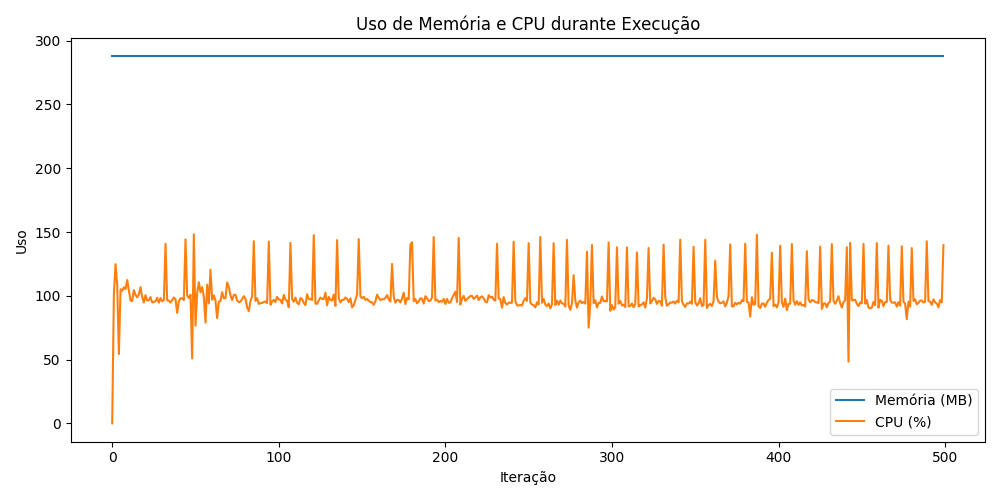 Uso de Memória e CPU durante Execução
300
250
200
150
100
50
0
Uso
Memória (MB)
CPU (%)
0 100 200 300 400 500
Iteração